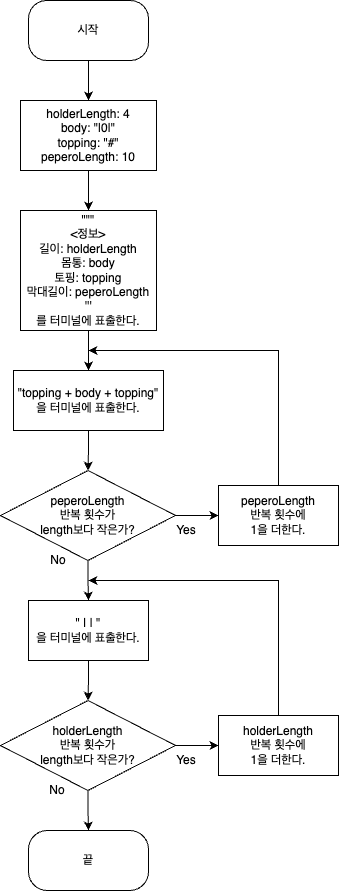 시작
holderLength: 4
body: "|0|"
topping: "#"
peperoLength: 10
"""
<정보>
길이: holderLength
몸통: body
토핑: topping
막대길이: peperoLength
"'
를 터미널에 표출한다.
"topping + body + topping"
을 터미널에 표출한다.
peperoLength
반복 횟수가
length보다 작은가?
Yes
peperoLength
반복 횟수에
1을 더한다.
No
" | | "
을 터미널에 표출한다.
holderLength
반복 횟수가
length보다 작은가?
Yes
holderLength
반복 횟수에
1을 더한다.
No
끝